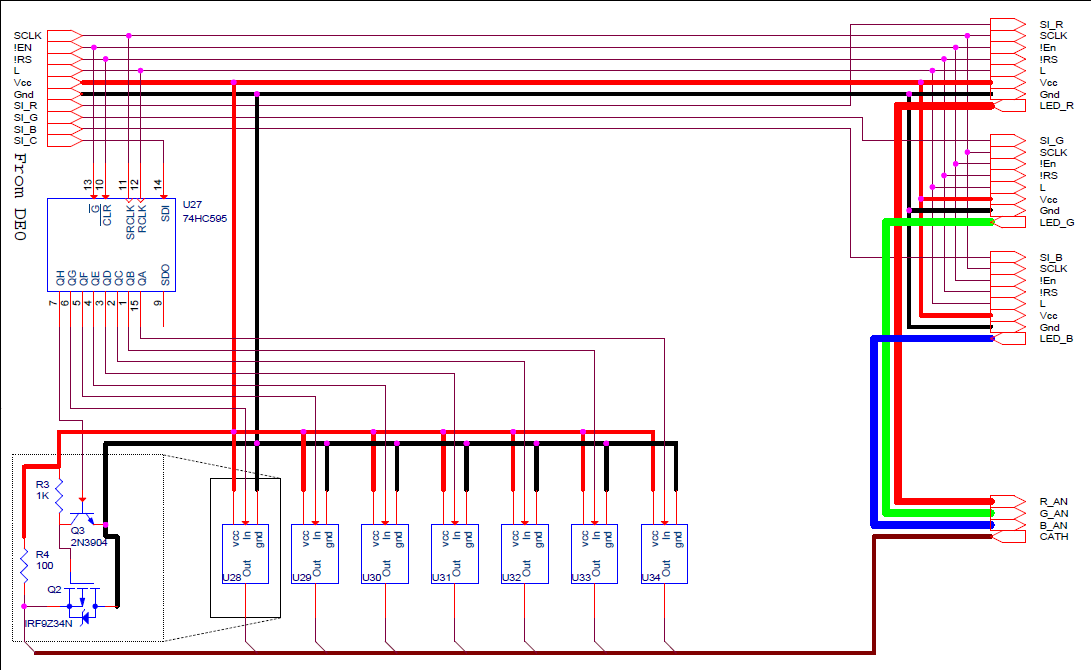 SCLK
!EN
!RS
L
Vcc
Gnd
SI_R
SI_G
SI_B
SI_C
From DE0
13
10
11
12
14
G
CLR
SRCLK
RCLK
SDI
U27
74HC595
QH
QG
QF
QE
QD
QC
QB
QA
SDO
7
6
5
4
3
2
1
15
9
SI_R
SCLK
!En
!RS
L
Vcc
Gnd
LED_R
SI_G
SCLK
!En
!RS
L
Vcc
Gnd
LED_G
SI_B
SCLK
!En
!RS
L
Vcc
Gnd
LED_B
R_AN
G_AN
B_AN
CATH
R3
1K
Q3
2N3904
R4
100
Q2
IRF9Z34N
vcc In gnd
Out
U28
vcc In gnd
Out
U29
vcc In gnd
Out
U30
vcc In gnd
Out
U31
vcc In gnd
Out
U32
vcc In gnd
Out
U33
vcc In gnd
Out
U34